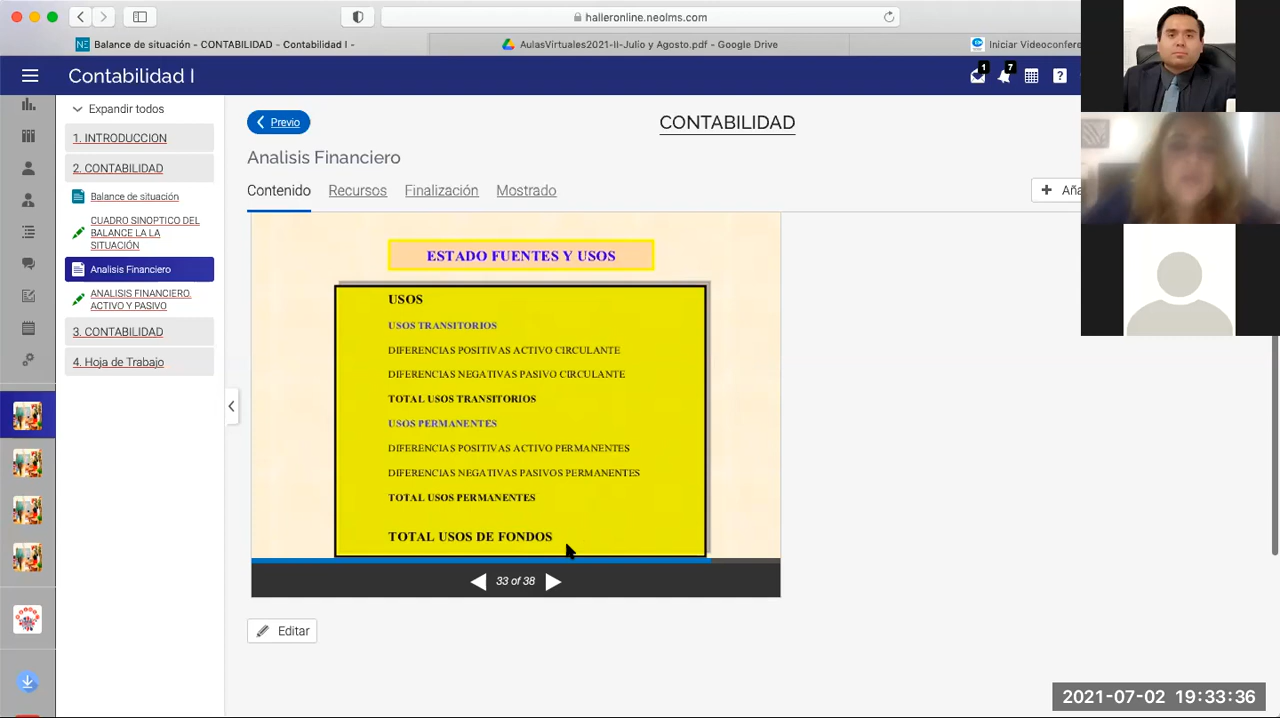 halleronline.neolms.com
NE Balance de situación - CONTABILIDAD – Contabilidad I -
AulasVirtuales2021-II-Julio y Agosto.pdf - Google Drive
Iniciar Videoconfe
Contabilidad I
1
7
?
Expandir todos
1. INTRODUCCION
2. CONTABILIDAD
Balance de situación
CUADRO SINOPTICO DEL
BALANCE LA LA
SITUACIÓN
Analisis Financiero
ANALISIS FINANCIERO.
ACTIVO Y PASIVO
3. CONTABILIDAD
4. Hoja de Trabajo
Previo
CONTABILIDAD
Analisis Financiero
Contenido
Recursos
Finalización
Mostrado
+ Aña
ESTADO FUENTES Y USOS
USOS
USOS TRANSITORIOS
DIFERENCIAS POSITIVAS ACTIVO CIRCULANTE
DIFERENCIAS NEGATIVAS PASIVO CIRCULANTE
TOTAL USOS TRANSITORIOS
USOS PERMANENTES
DIFERENCIAS POSITIVAS ACTIVO PERMANENTES
DIFERENCIAS NEGATIVAS PASIVOS PERMANENTES
TOTAL USOS PERMANENTES
TOTAL USOS DE FONDOS
33 of 38
Editar
2021-07-02 19:33:36